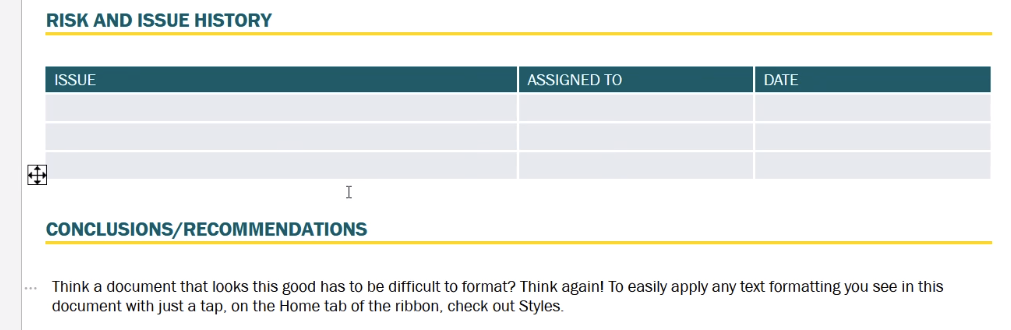 RISK AND ISSUE HISTORY
ISSUE ASSIGNED TO DATE
CONCLUSIONS/RECOMMENDATIONS
Think a document that looks this good has to be difficult to format? Think again! To easily apply any text formatting you see in this
document with just a tap, on the Home tab of the ribbon, check out Styles.